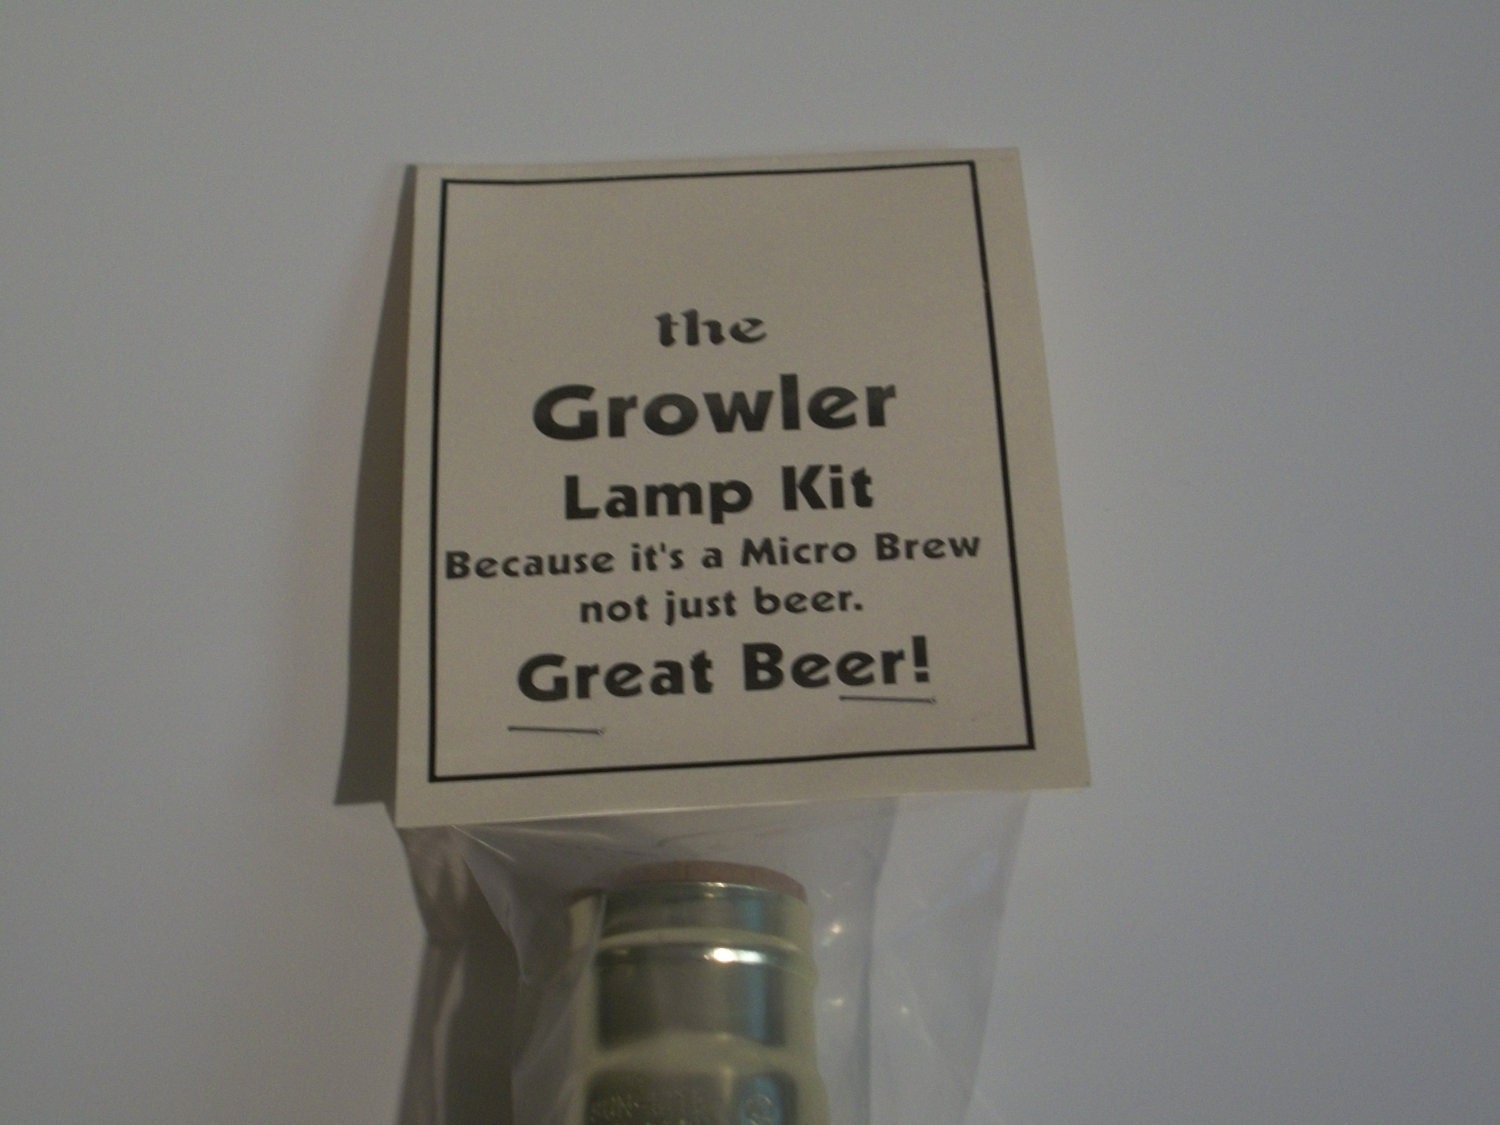 the
Growler
Lamp Kit
Because it's a Micro Brew
not just beer.
Great Beer!